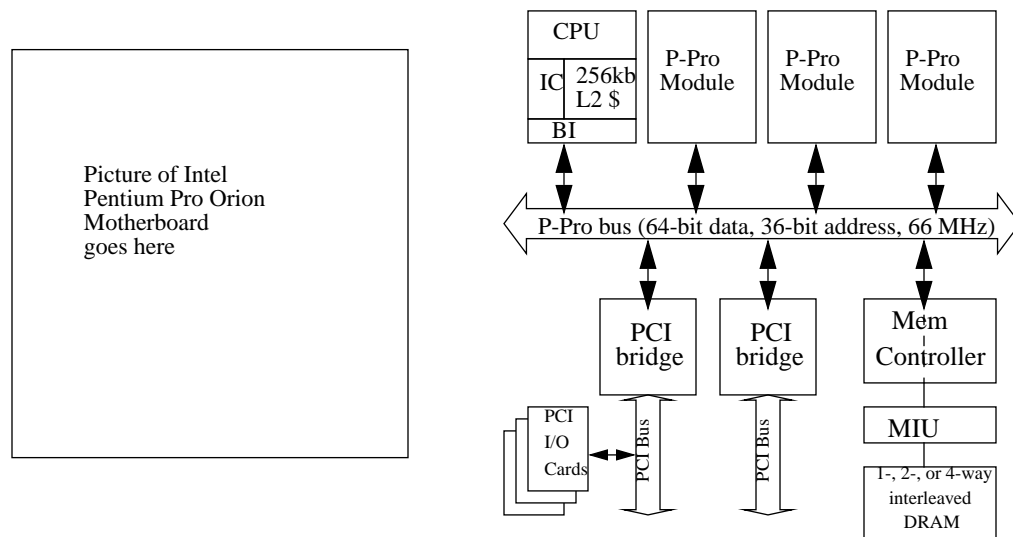 Picture of Intel
Pentium Pro Orion
Motherboard
goes here
CPU
IC
256kb
L2 $
BI
P-Pro
Module
P-Pro
Module
P-Pro
Module
P-Pro bus (64-bit data, 36-bit address, 66 MHz)
PCI
bridge
PCI
bridge
Mem
Controller
MIU
1-, 2-, or 4-way
interleaved
DRAM
PCI
I/O
Cards
PCI Bus
PCI Bus